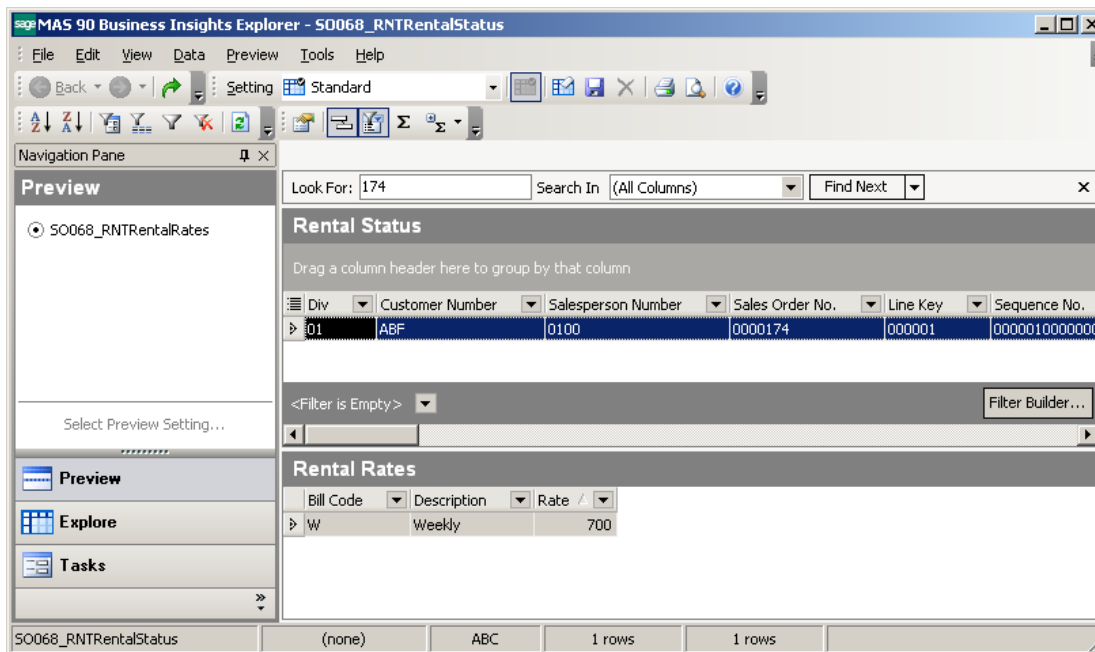 sage MAS 90 Business Insights Explorer - SO068_RNTRentalStatus
File Edit View Data Preview Tools Help
Back Setting Standard
Navigation Pane
Preview
SO068_RNTRentalRates
Select Preview Setting...
Preview
Explore
Tasks
Look For: 174 Search In (All Columns) Find Next
Rental Status
Drag a column header here to group by that column
Div Customer Number Salesperson Number Sales Order No. Line Key Sequence No.
01 ABF 0100 0000174 000001
<Filter is Empty> Filter Builder...
Rental Rates
Bill Code Description Rate
W Weekly 700
SO068_RNTRentalStatus (none) ABC 1 rows 1 rows